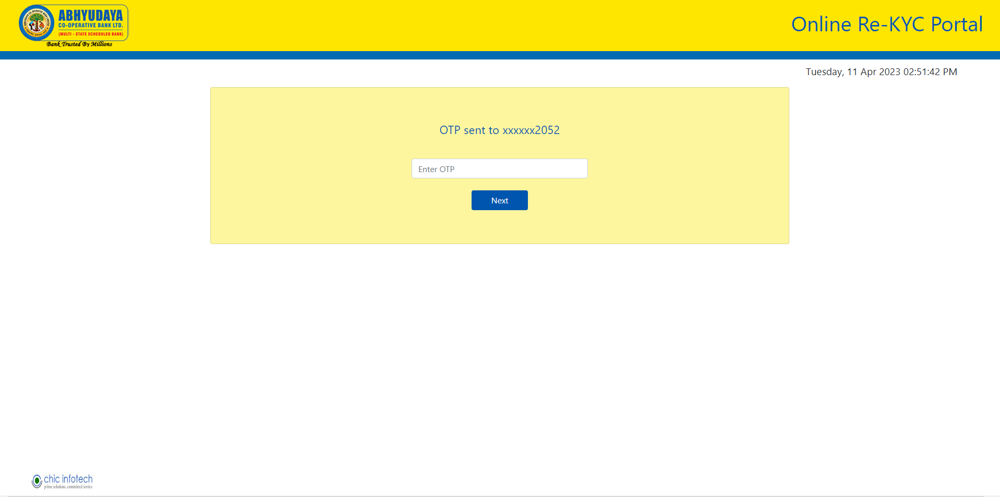 ABHYUDAYA
CO-OPERATIVE BANK LTD.
(MULTI - STATE SCHEDULED BANK)
Bank Trusted By Millions
Online Re-KYC Portal
Tuesday, 11 Apr 2023 02:51:42 PM
OTP sent to xxxxxx2052
Enter OTP
Next
chic infotech
prime solutions, committed service